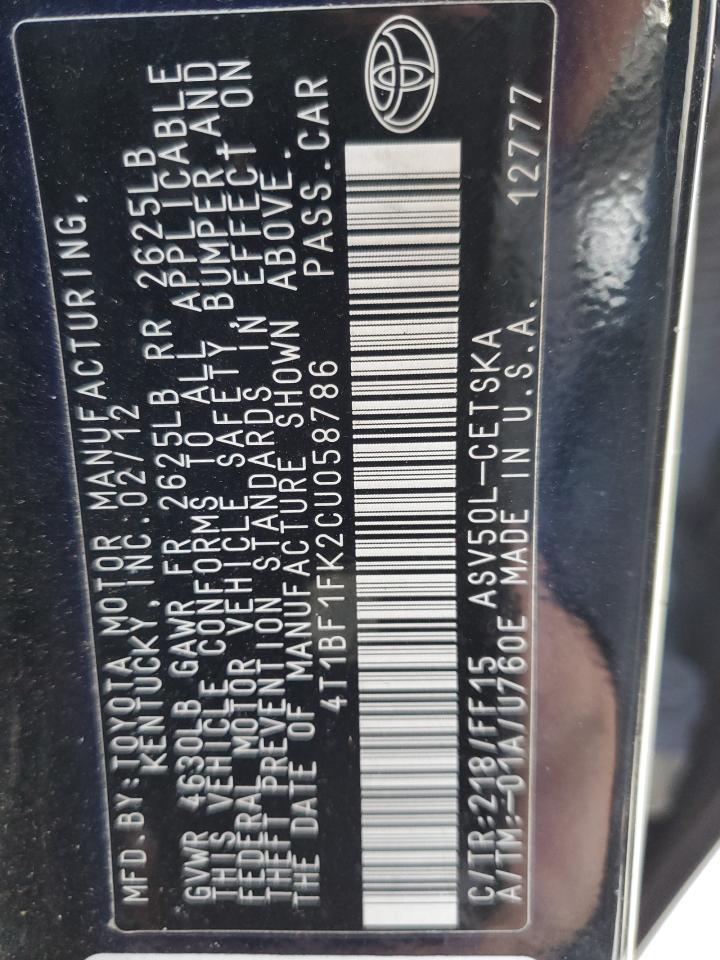 MFD.BY:TOYOTA MOTOR MANUFACTURING,
KENTUCKY, INC.02/12
GVWR 4630LB GAWR FR 2625LB RR 2625LB
THIS VEHICLE CONFORMS TO ALL APPLICABLE
FEDERAL MOTOR VEHICLE SAFETY, BUMPER,AND
THEFT PREVENTION STANDARDS IN EFFECT ON
THE DATE OF MANUFACTURE SHOWN ABOVE.
4T1BF1FK2CU058786 PASS.CAR
C/TR:218/FF15 ASV50L-CETSKA
A/TM:-01A/U760E MADE IN U.S.A. 12777